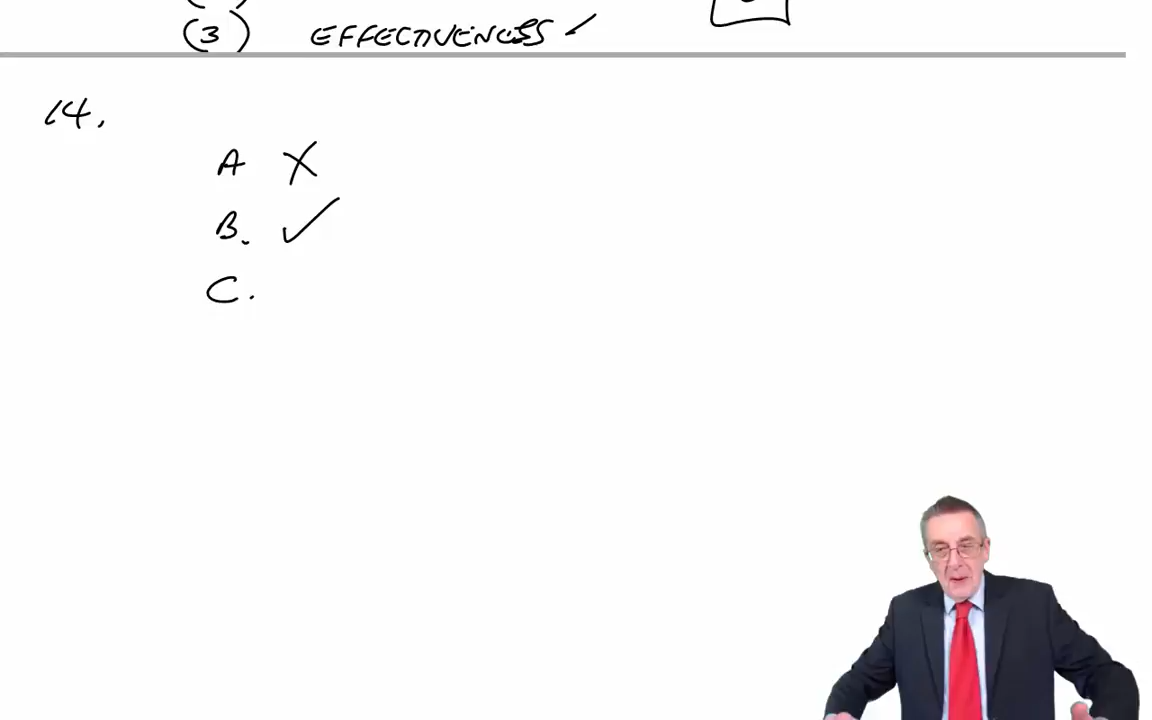 (3) EFFECTIVENESS ✓
14.
A X
B. ✓
C.